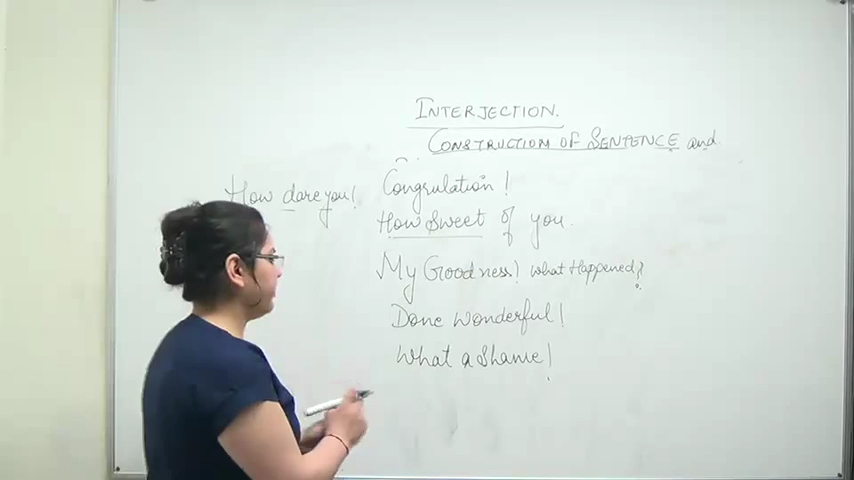 INTERJECTION.
CONSTRUCTION OF SENTENCE and
How dare you!
Congrulation!
How Sweet of you.
My Goodness! what Happened?
Done wonderful!
What a Shame!